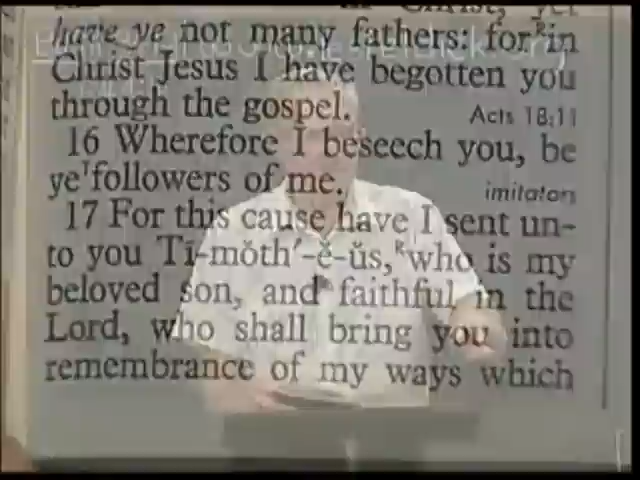 have ye not many fathers: for in
Christ Jesus I have begotten you
through the gospel. Acts 18:11
16 Wherefore I beseech you, be
ye followers of me. imitators
17 For this cause have I sent un-
to you Tī-mŏth'-ĕ-ŭs, who is my
beloved son, and faithful in the
Lord, who shall bring you into
remembrance of my ways which